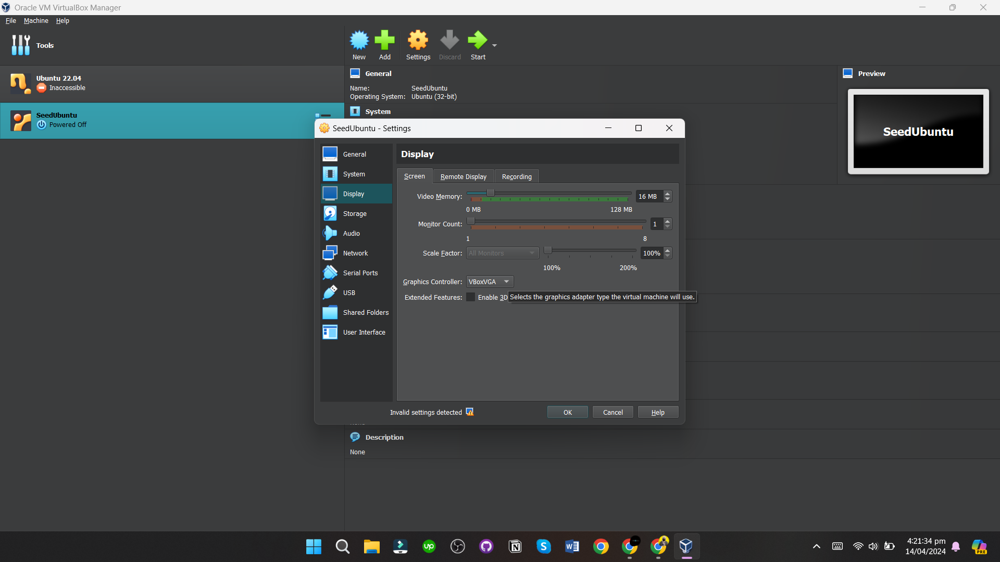 Oracle VM VirtualBox Manager
File Machine Help
Tools
New Add Settings Discard Start
Ubuntu 22.04
Inaccessible
SeedUbuntu
Powered Off
General
Name: SeedUbuntu
Operating System: Ubuntu (32-bit)
System
Preview
SeedUbuntu
SeedUbuntu - Settings
General
System
Display
Storage
Audio
Network
Serial Ports
USB
Shared Folders
User Interface
Display
Screen Remote Display Recording
Video Memory: 16 MB
0 MB 128 MB
Monitor Count: 1
1 8
Scale Factor: All Monitors 100%
100% 200%
Graphics Controller: VBoxVGA
Extended Features: Enable 3D
Selects the graphics adapter type the virtual machine will use.
Invalid settings detected
OK Cancel Help
Description
None
up
N
S
W
PRE
4:21:34 pm
14/04/2024